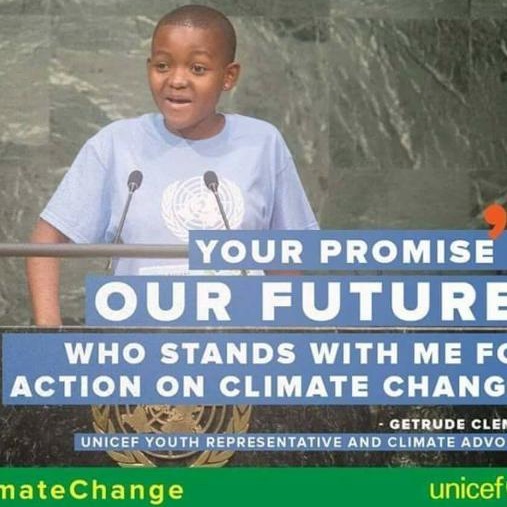 YOUR PROMISE
OUR FUTURE
WHO STANDS WITH ME FO
ACTION ON CLIMATE CHANG
- GETRUDE CLEM
UNICEF YOUTH REPRESENTATIVE AND CLIMATE ADVO
mateChange
unicef